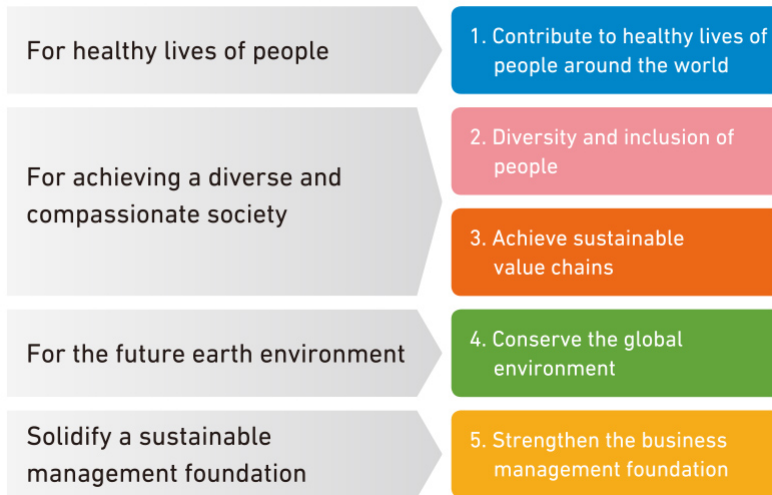 For healthy lives of people
1. Contribute to healthy lives of
people around the world
For achieving a diverse and
compassionate society
2. Diversity and inclusion of
people
3. Achieve sustainable
value chains
For the future earth environment
4. Conserve the global
environment
Solidify a sustainable
management foundation
5. Strengthen the business
management foundation